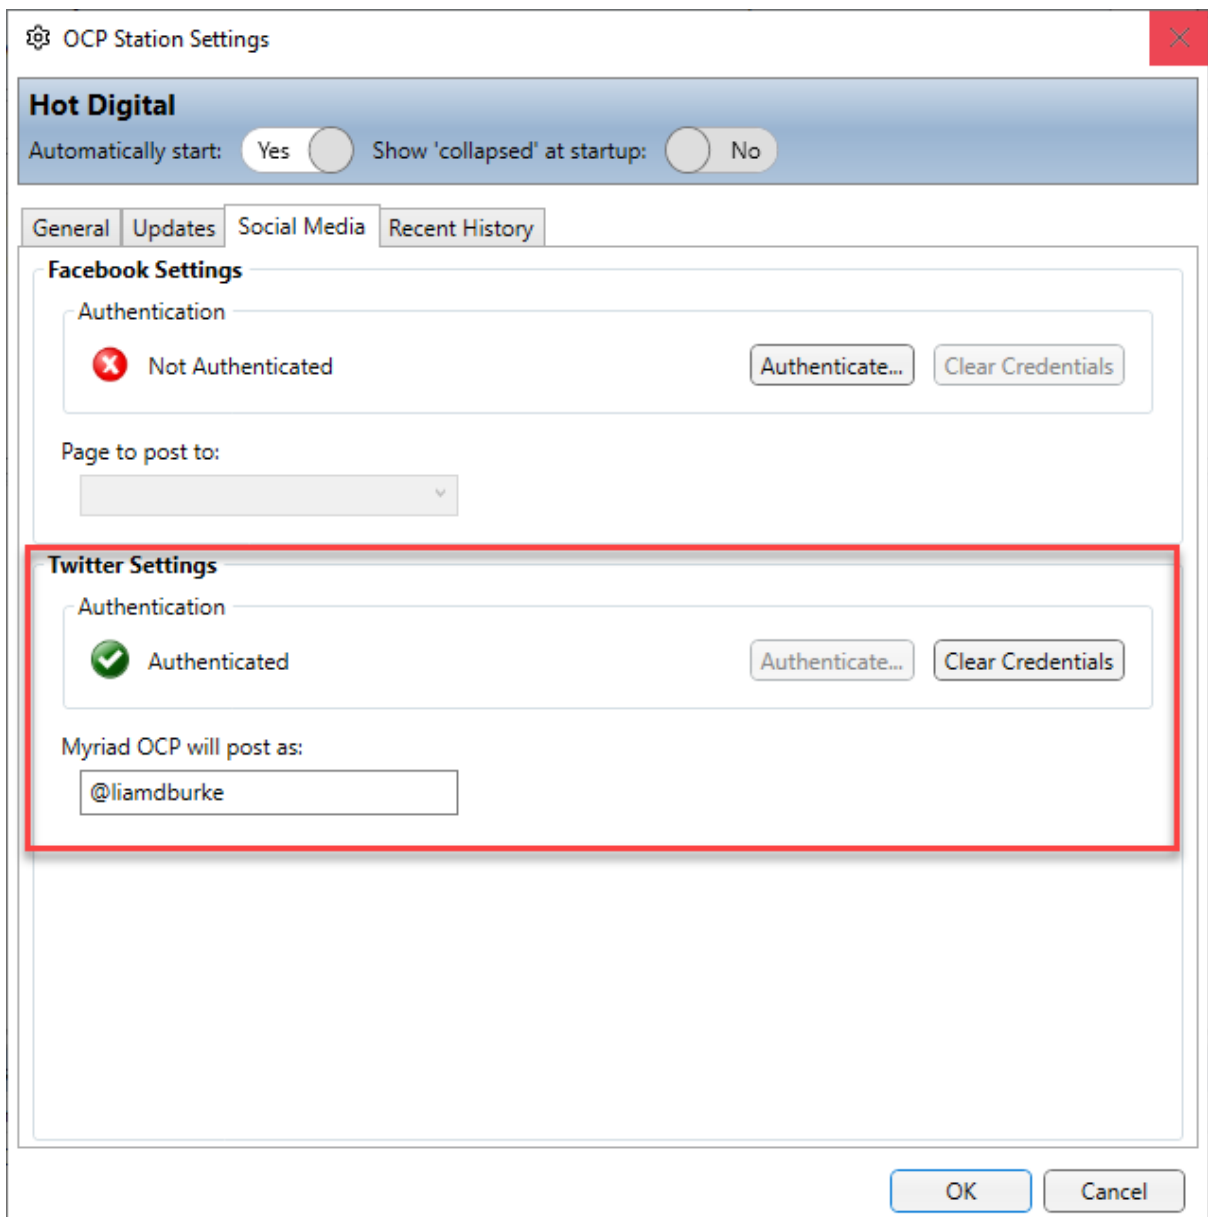 OCP Station Settings
Hot Digital
Automatically start: Yes Show 'collapsed' at startup: No
General Updates Social Media Recent History
Facebook Settings
Authentication
Not Authenticated Authenticate... Clear Credentials
Page to post to:
Twitter Settings
Authentication
Authenticated Authenticate... Clear Credentials
Myriad OCP will post as:
@liamdburke
OK Cancel